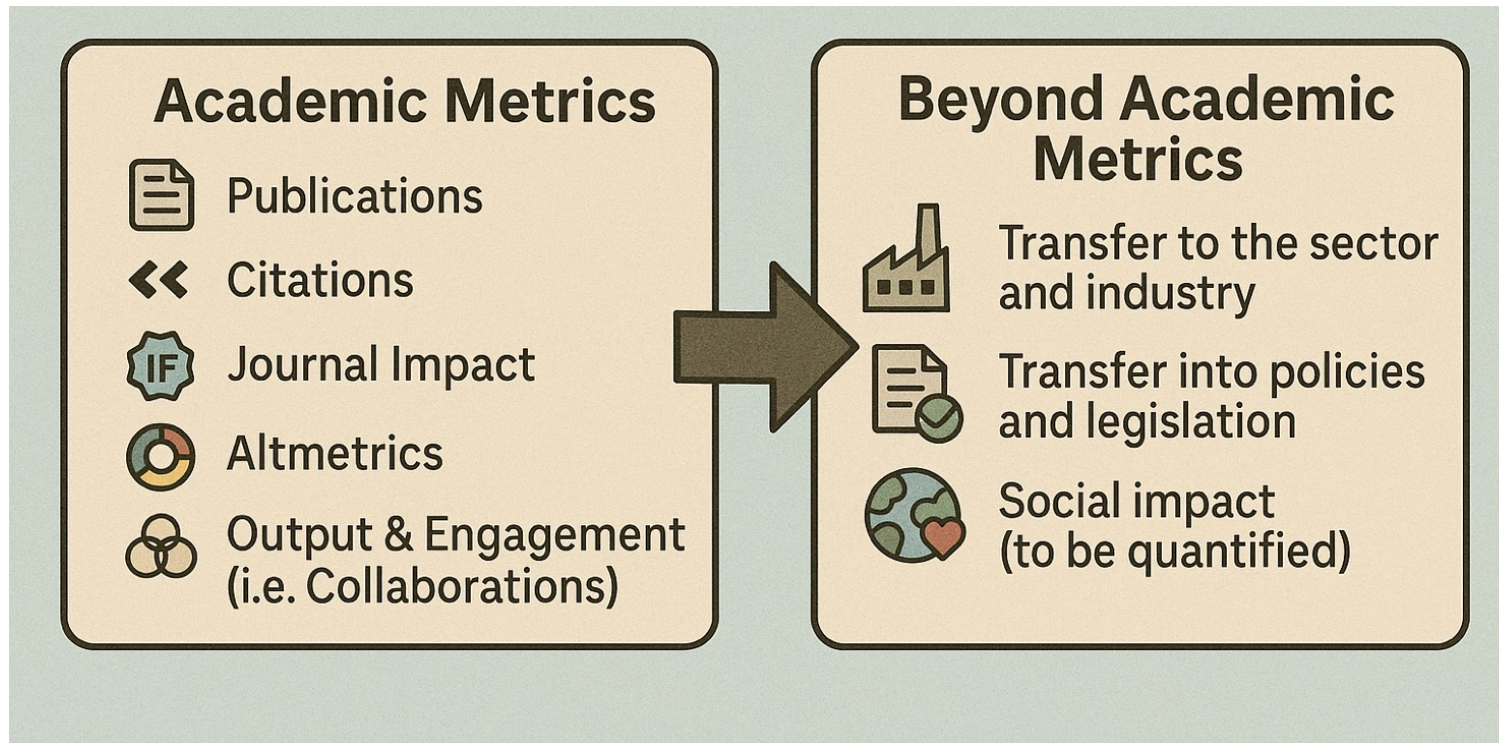 Academic Metrics
Publications
Citations
IF
Journal Impact
Altmetrics
Output & Engagement
(i.e. Collaborations)
Beyond Academic
Metrics
Transfer to the sector
and industry
Transfer into policies
and legislation
Social impact
(to be quantified)